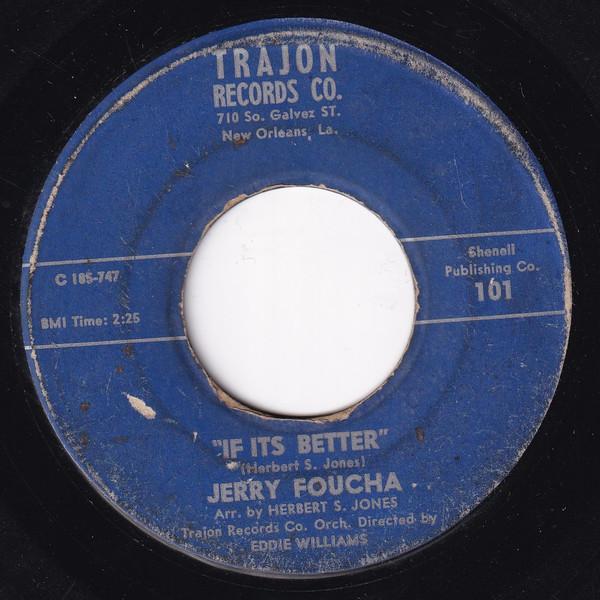 TRAJON
RECORDS CO.
710 So. Galvez ST.
New Orleans, La.
C 185-747
BMI Time: 2:25
Shenell
Publishing Co.
101
"IF ITS BETTER"
(Herbert S. Jones)
JERRY FOUCHA
Arr. by HERBERT S. JONES
Trajon Records Co. Orch. Directed by
EDDIE WILLIAMS